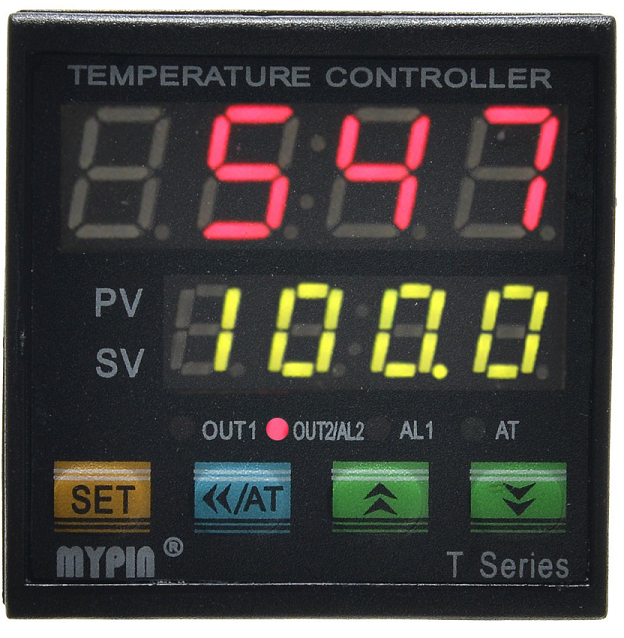 TEMPERATURE CONTROLLER
547
PV
100.0
SV
OUT1 OUT2/AL2 AL1 AT
SET
≪/AT
MYPIN®
T Series